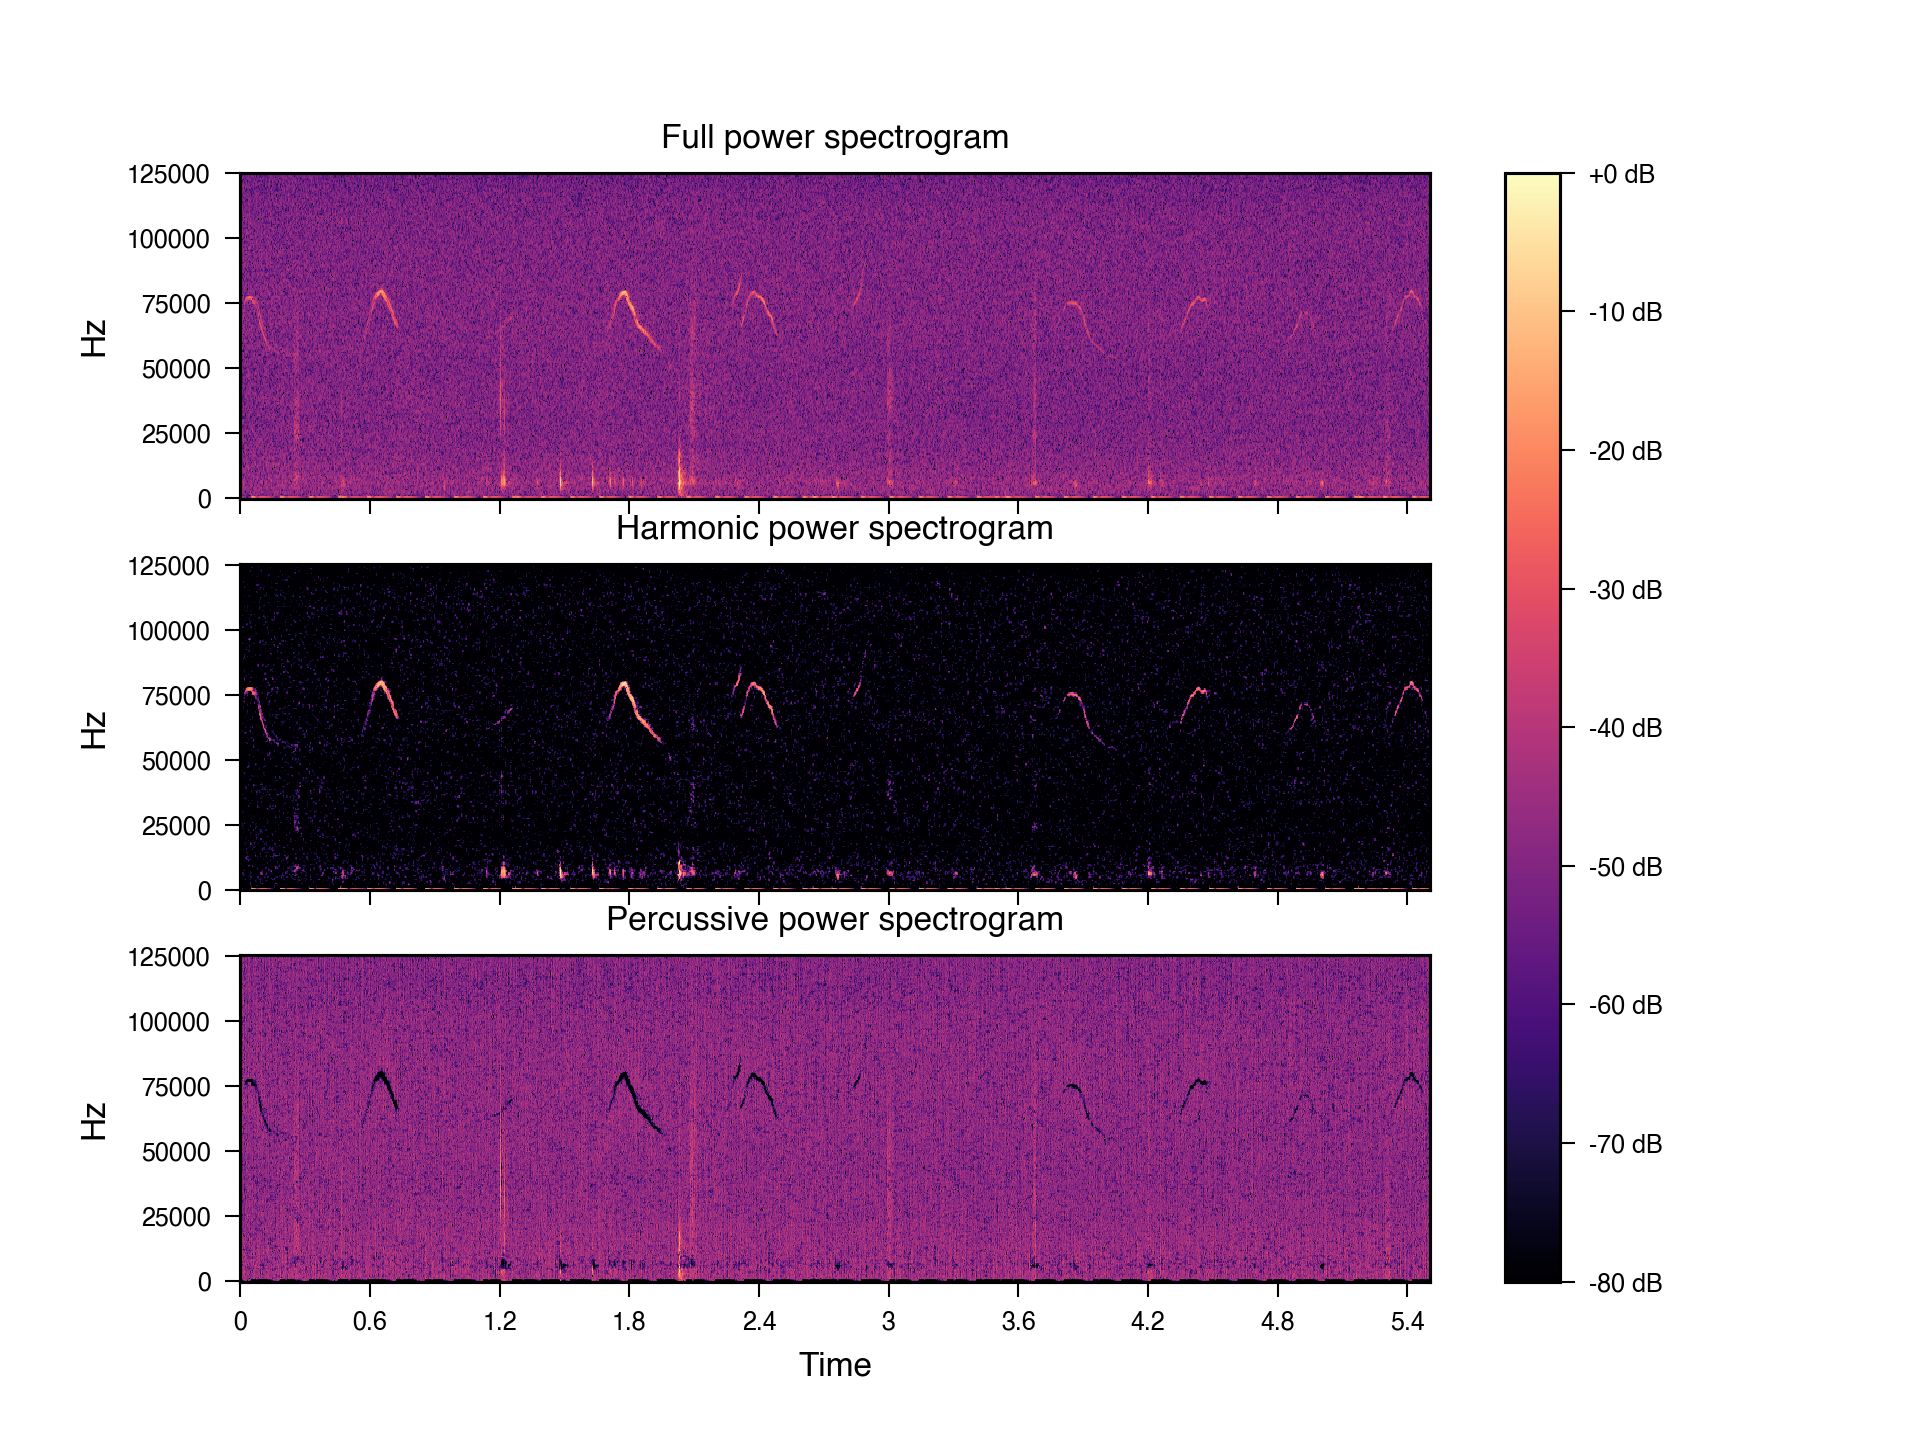 Full power spectrogram
125000
100000
75000
50000
25000
0
Hz
Harmonic power spectrogram
125000
100000
75000
50000
25000
0
Hz
Percussive power spectrogram
125000
100000
75000
50000
25000
0
Hz
0 0.6 1.2 1.8 2.4 3 3.6 4.2 4.8 5.4
Time
+0 dB
-10 dB
-20 dB
-30 dB
-40 dB
-50 dB
-60 dB
-70 dB
-80 dB